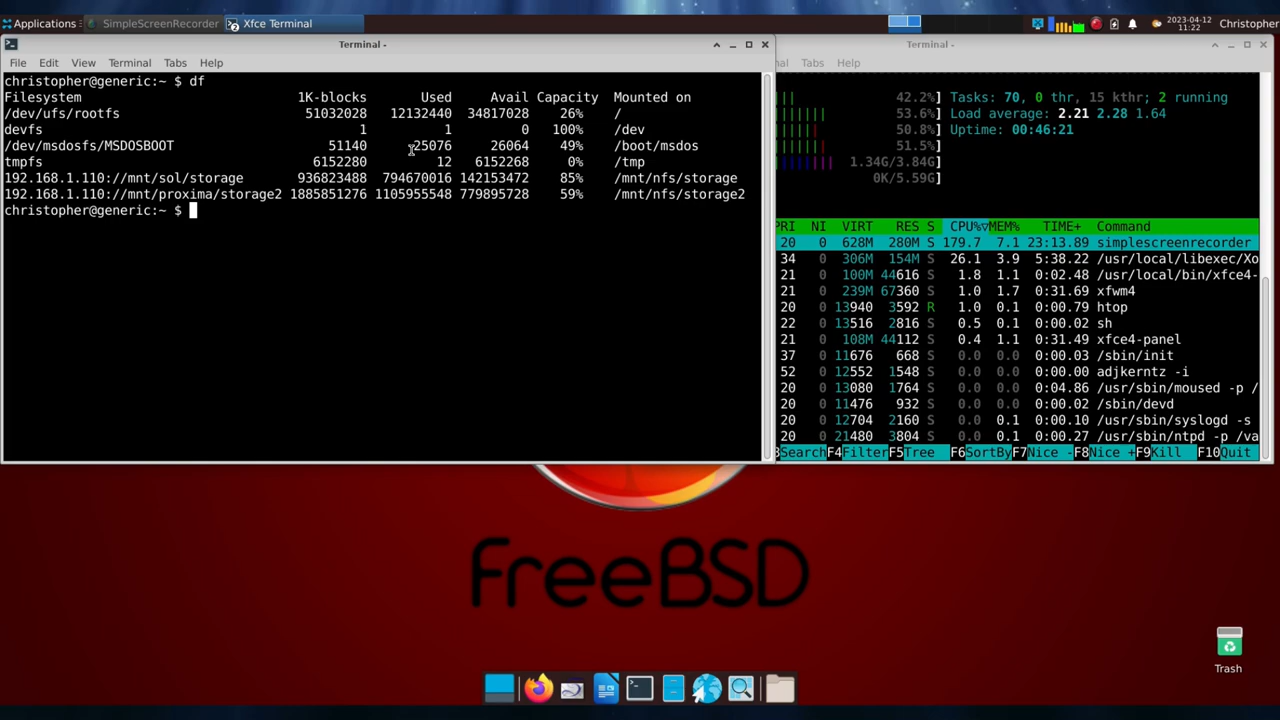 Applications
SimpleScreenRecorder
2
Xfce Terminal
2023-04-12
11:22
Christopher
Terminal -
File Edit View Terminal Tabs Help
christopher@generic:~ $ df
Filesystem 1K-blocks Used Avail Capacity Mounted on
/dev/ufs/rootfs 51032028 12132440 34817028 26% /
devfs 1 1 0 100% /dev
/dev/msdosfs/MSDOSBOOT 51140 25076 26064 49% /boot/msdos
tmpfs 6152280 12 6152268 0% /tmp
192.168.1.110://mnt/sol/storage 936823488 794670016 142153472 85% /mnt/nfs/storage
192.168.1.110://mnt/proxima/storage2 1885851276 1105955548 779895728 59% /mnt/nfs/storage2
christopher@generic:~ $
Terminal -
nal Tabs Help
42.2%] Tasks: 70, 0 thr, 15 kthr; 2 running
53.6%] Load average: 2.21 2.28 1.64
50.8%] Uptime: 00:46:21
51.5%]
1.34G/3.84G]
0K/5.59G]
PRI NI VIRT RES S CPU%▽MEM% TIME+ Command
20 0 628M 280M S 179.7 7.1 23:13.89 simplescreenrecorder
34 0 306M 154M S 26.1 3.9 5:38.22 /usr/local/libexec/Xo
21 0 100M 44616 S 1.8 1.1 0:02.48 /usr/local/bin/xfce4-
21 0 239M 67360 S 1.0 1.7 0:31.69 xfwm4
20 0 13940 3592 R 1.0 0.1 0:00.79 htop
22 0 13516 2816 S 0.5 0.1 0:00.02 sh
21 0 108M 44112 S 0.4 1.1 0:31.49 xfce4-panel
37 0 11676 668 S 0.0 0.0 0:00.03 /sbin/init
52 0 12552 1548 S 0.0 0.0 0:00.00 adjkerntz -i
20 0 13080 1764 S 0.0 0.0 0:04.86 /usr/sbin/moused -p /
20 0 11476 932 S 0.0 0.0 0:00.02 /sbin/devd
20 0 12704 2160 S 0.0 0.1 0:00.10 /usr/sbin/syslogd -s
20 0 21480 3804 S 0.0 0.1 0:00.27 /usr/sbin/ntpd -p /va
3Search F4Filter F5Tree F6SortBy F7Nice - F8Nice + F9Kill F10Quit
FreeBSD
Trash